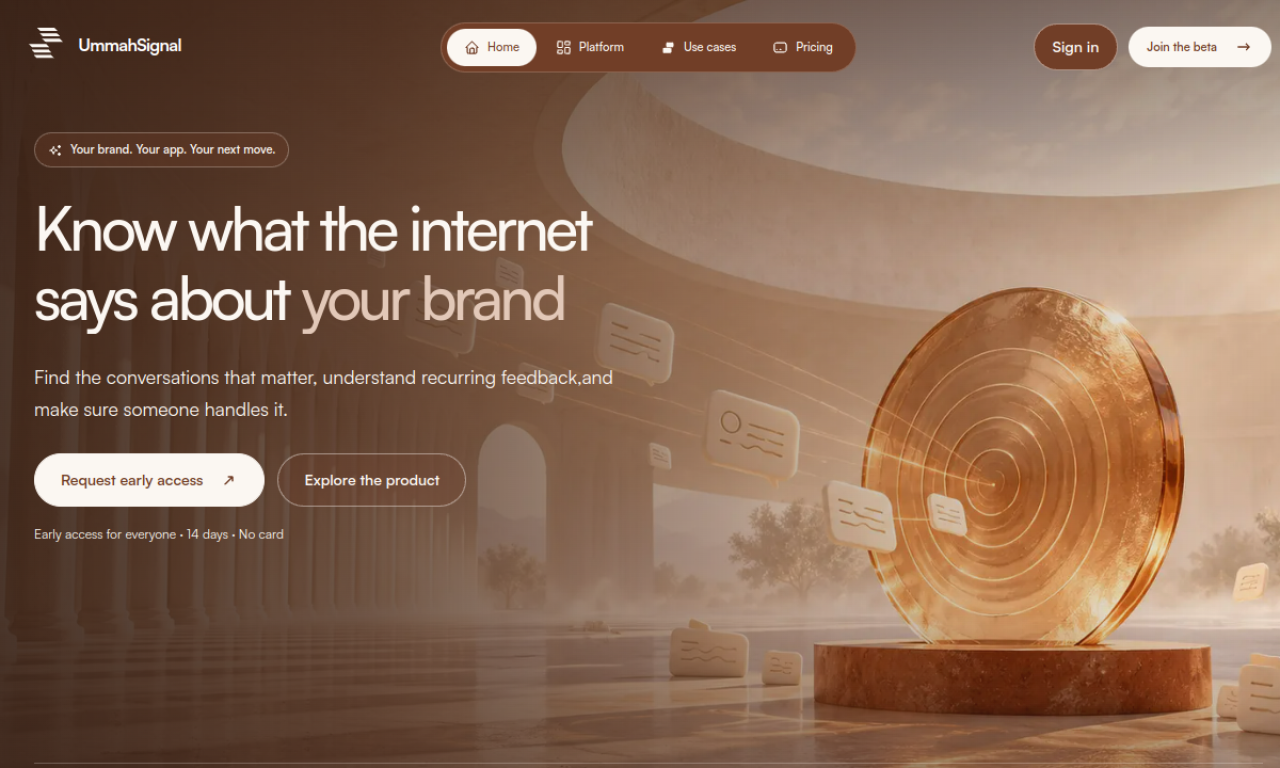 UmmahSignal
Home
Platform
Use cases
Pricing
Sign in
Join the beta →
Your brand. Your app. Your next move.
Know what the internet
says about your brand
Find the conversations that matter, understand recurring feedback,and
make sure someone handles it.
Request early access ↗
Explore the product
Early access for everyone · 14 days · No card